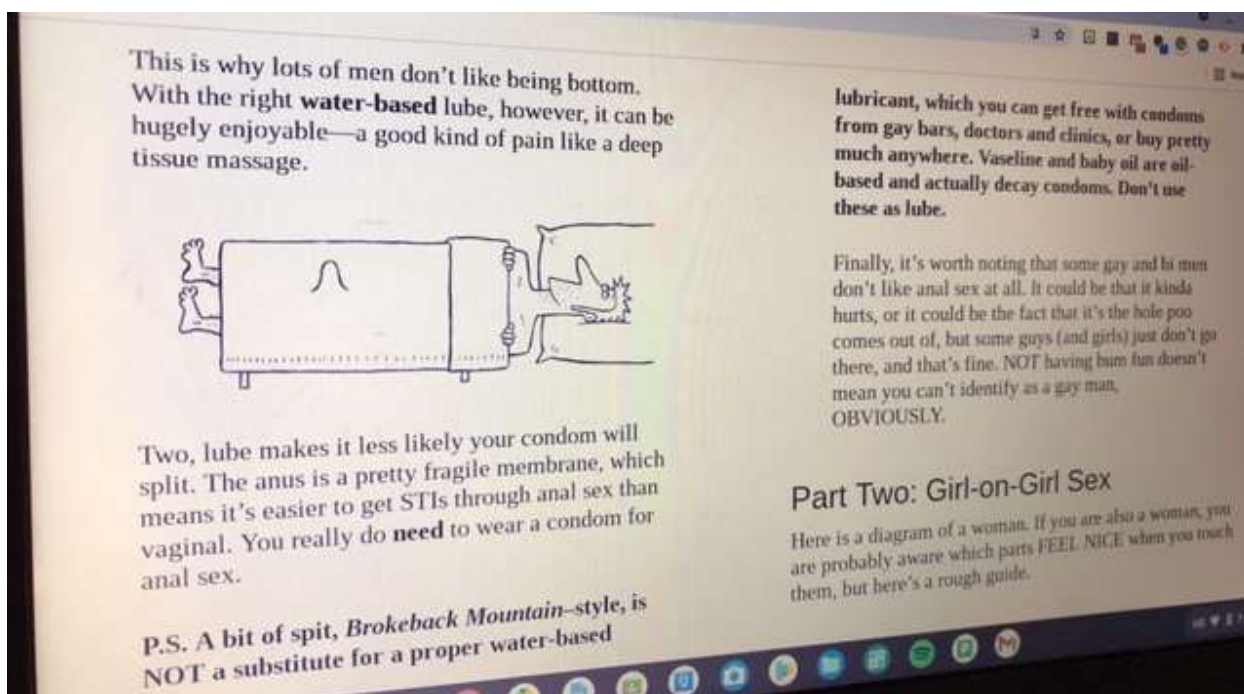 This is why lots of men don't like being bottom.
With the right water-based lube, however, it can be
hugely enjoyable—a good kind of pain like a deep
tissue massage.
Two, lube makes it less likely your condom will
split. The anus is a pretty fragile membrane, which
means it's easier to get STIs through anal sex than
vaginal. You really do need to wear a condom for
anal sex.
P.S. A bit of spit, Brokeback Mountain–style, is
NOT a substitute for a proper water-based
lubricant, which you can get free with condoms
from gay bars, doctors and clinics, or buy pretty
much anywhere. Vaseline and baby oil are oil-
based and actually decay condoms. Don't use
these as lube.
Finally, it's worth noting that some gay and bi men
don't like anal sex at all. It could be that it kinda
hurts, or it could be the fact that it's the hole poo
comes out of, but some guys (and girls) just don't go
there, and that's fine. NOT having bum fun doesn't
mean you can't identify as a gay man,
OBVIOUSLY.
Part Two: Girl-on-Girl Sex
Here is a diagram of a woman. If you are also a woman, you
are probably aware which parts FEEL NICE when you touch
them, but here's a rough guide.